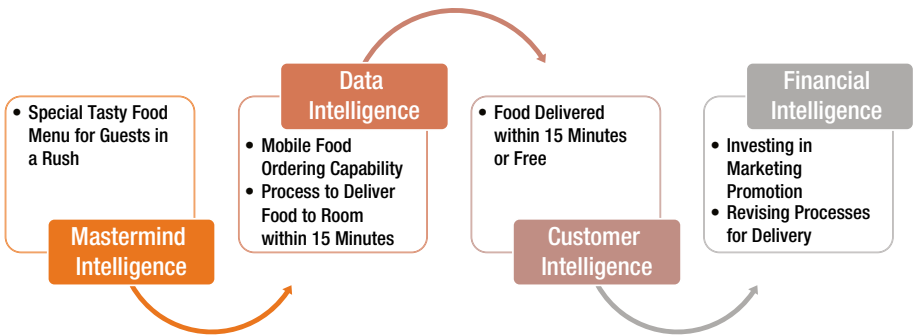 • Special Tasty Food
Menu for Guests in
a Rush
Mastermind
Intelligence
Data
Intelligence
• Mobile Food
Ordering Capability
• Process to Deliver
Food to Room
within 15 Minutes
• Food Delivered
within 15 Minutes
or Free
Customer
Intelligence
Financial
Intelligence
• Investing in
Marketing
Promotion
• Revising Processes
for Delivery